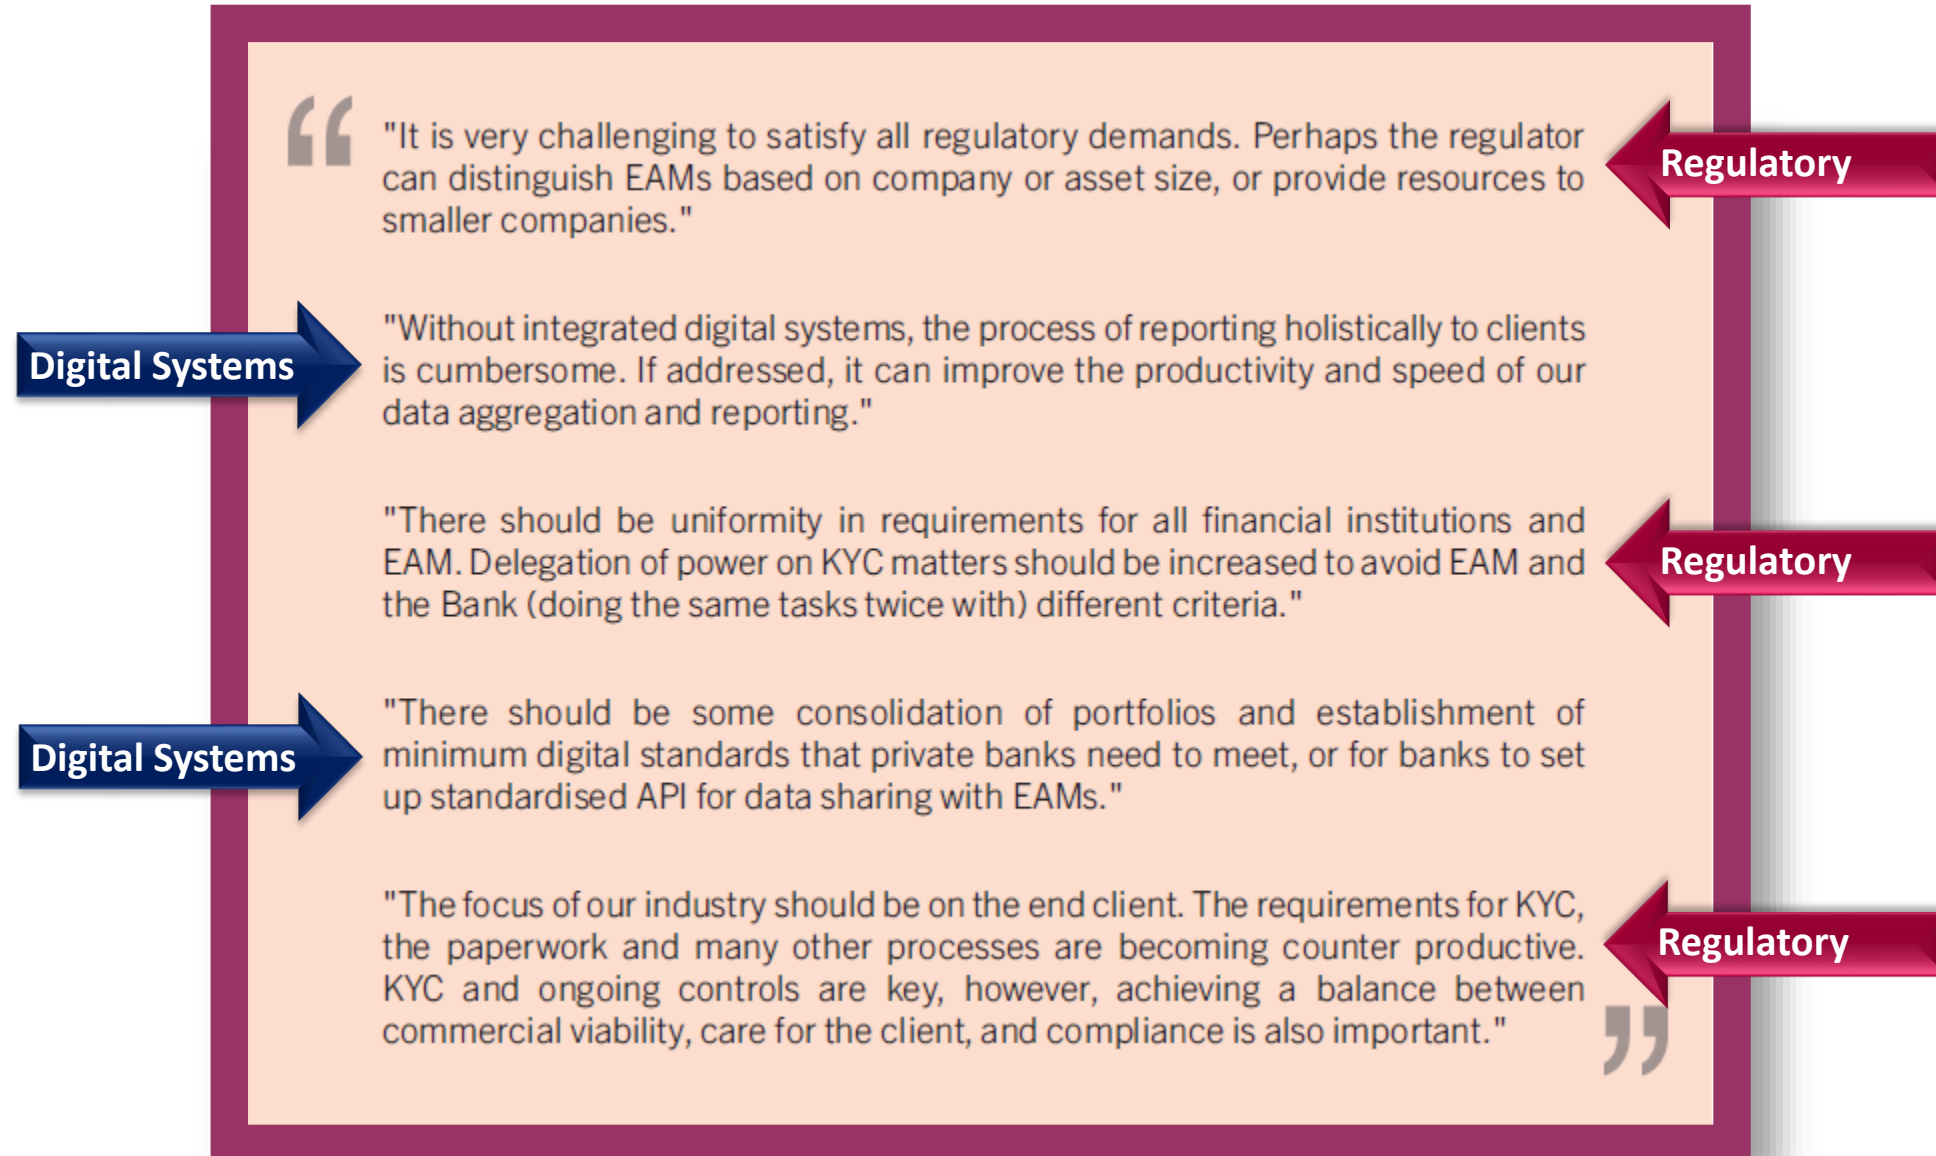 “
"It is very challenging to satisfy all regulatory demands. Perhaps the regulator
can distinguish EAMs based on company or asset size, or provide resources to
smaller companies."
Regulatory
Digital Systems
"Without integrated digital systems, the process of reporting holistically to clients
is cumbersome. If addressed, it can improve the productivity and speed of our
data aggregation and reporting."
"There should be uniformity in requirements for all financial institutions and
EAM. Delegation of power on KYC matters should be increased to avoid EAM and
the Bank (doing the same tasks twice with) different criteria."
Regulatory
Digital Systems
"There should be some consolidation of portfolios and establishment of
minimum digital standards that private banks need to meet, or for banks to set
up standardised API for data sharing with EAMs."
"The focus of our industry should be on the end client. The requirements for KYC,
the paperwork and many other processes are becoming counter productive.
KYC and ongoing controls are key, however, achieving a balance between
commercial viability, care for the client, and compliance is also important."
Regulatory
”